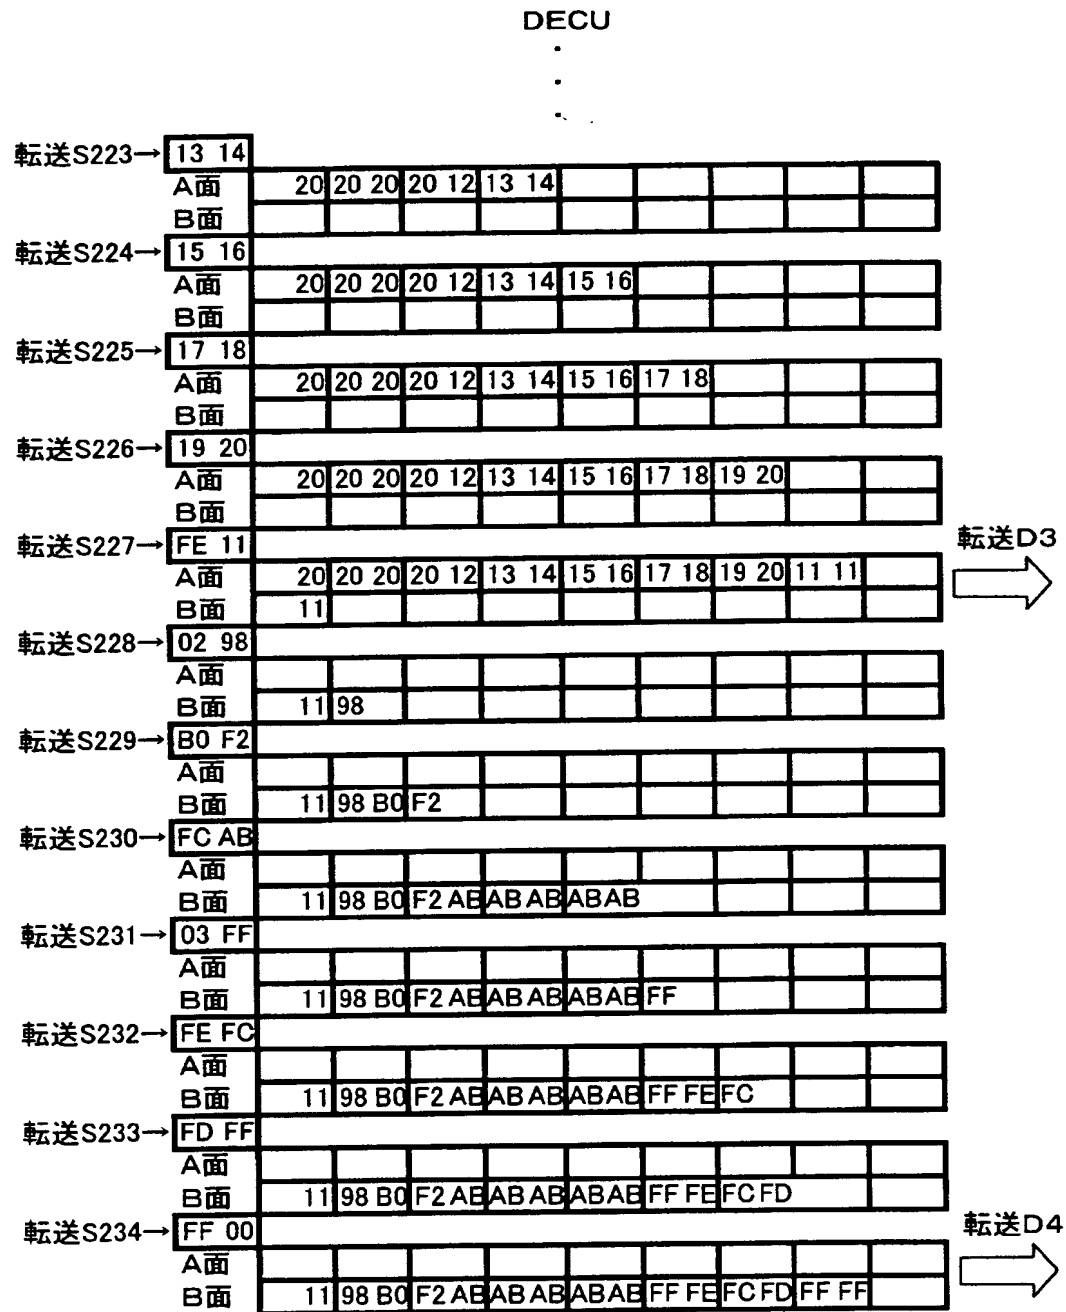 DECU
転送S223→ 13 14
A面 20 20 20 20 12 13 14
B面
転送S224→ 15 16
A面 20 20 20 20 12 13 14 15 16
B面
転送S225→ 17 18
A面 20 20 20 20 12 13 14 15 16 17 18
B面
転送S226→ 19 20
A面 20 20 20 20 12 13 14 15 16 17 18 19 20
B面
転送S227→ FE 11
転送D3
A面 20 20 20 20 12 13 14 15 16 17 18 19 20 11 11
B面 11
転送S228→ 02 98
A面
B面 11 98
転送S229→ B0 F2
A面
B面 11 98 B0 F2
転送S230→ FC AB
A面
B面 11 98 B0 F2 AB AB AB AB AB
転送S231→ 03 FF
A面
B面 11 98 B0 F2 AB AB AB AB AB FF
転送S232→ FE FC
A面
B面 11 98 B0 F2 AB AB AB AB AB FF FE FC
転送S233→ FD FF
A面
B面 11 98 B0 F2 AB AB AB AB AB FF FE FC FD
転送S234→ FF 00
転送D4
A面
B面 11 98 B0 F2 AB AB AB AB AB FF FE FC FD FF FF